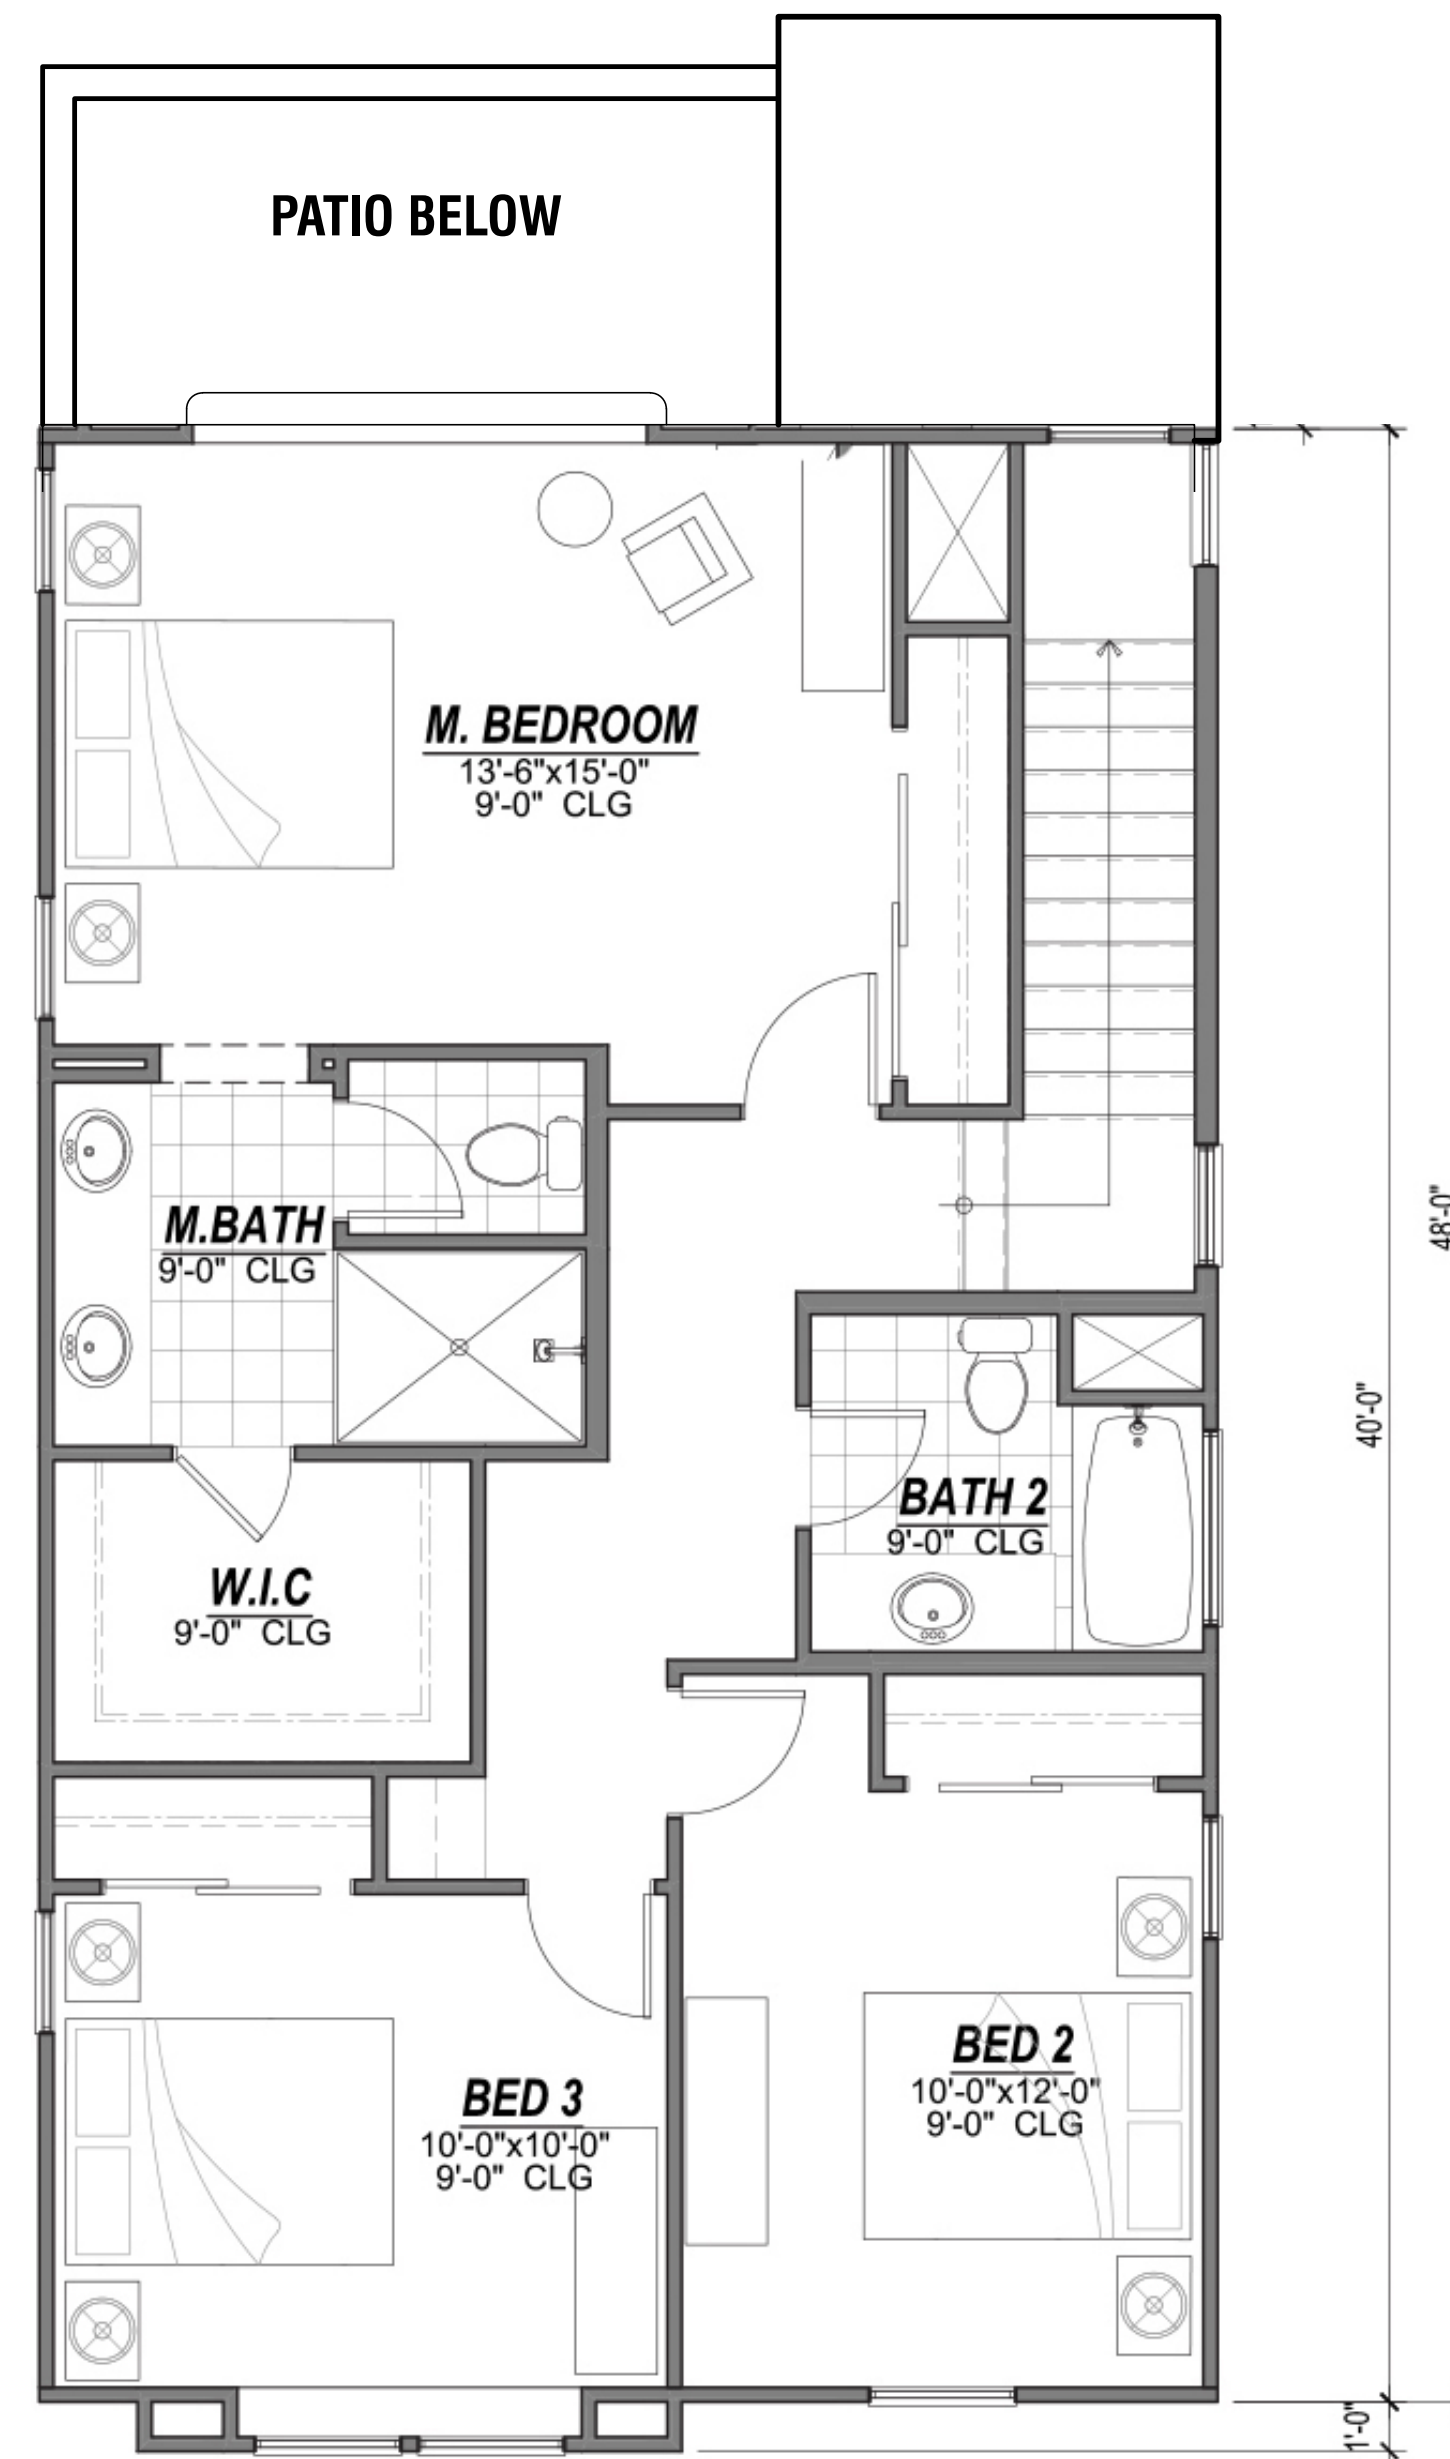 PATIO BELOW
M. BEDROOM
13'-6"x15'-0"
9'-0" CLG
M.BATH
9'-0" CLG
48'-0"
40'-0"
BATH 2
9'-0" CLG
W.I.C
9'-0" CLG
BED 2
10'-0"x12'-0"
9'-0" CLG
BED 3
10'-0"x10'-0"
9'-0" CLG
1'-0"